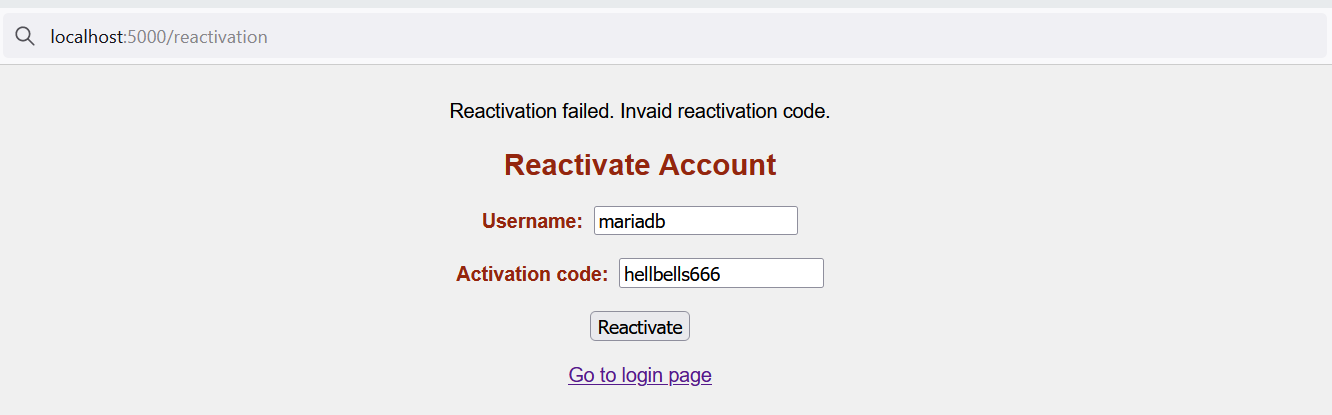 localhost:5000/reactivation
Reactivation failed. Invaid reactivation code.
Reactivate Account
Username: mariadb
Activation code: hellbells666
Reactivate
Go to login page